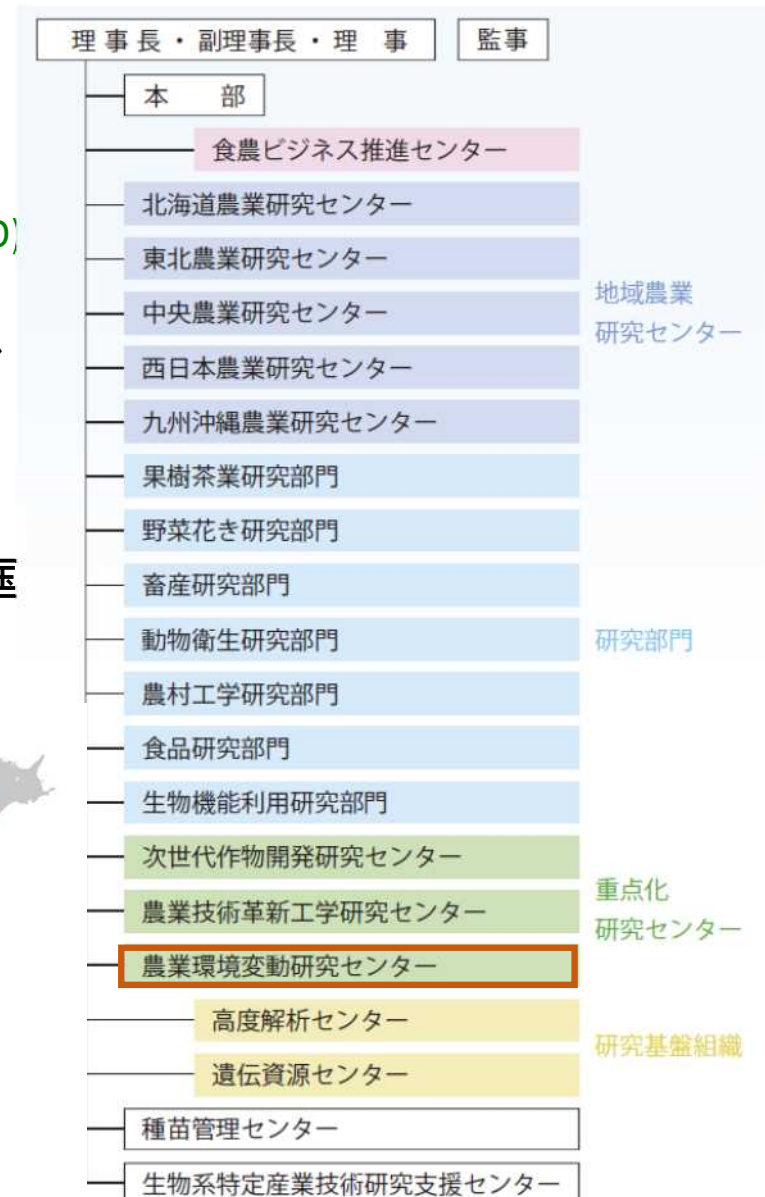 理 事 長 ・ 副理事長 ・ 理　事
監事
本　　部
食農ビジネス推進センター
北海道農業研究センター
東北農業研究センター
中央農業研究センター
西日本農業研究センター
九州沖縄農業研究センター
地域農業
研究センター
果樹茶業研究部門
野菜花き研究部門
畜産研究部門
動物衛生研究部門
農村工学研究部門
食品研究部門
生物機能利用研究部門
研究部門
次世代作物開発研究センター
農業技術革新工学研究センター
農業環境変動研究センター
重点化
研究センター
高度解析センター
遺伝資源センター
研究基盤組織
種苗管理センター
生物系特定産業技術研究支援センター